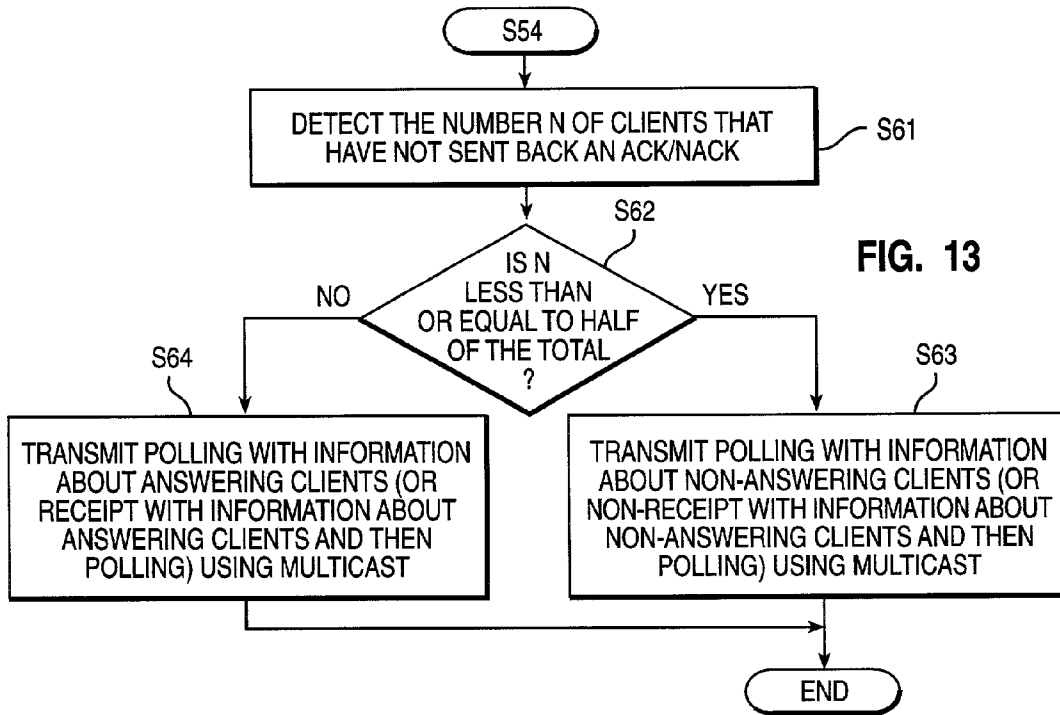 S54
DETECT THE NUMBER N OF CLIENTS THAT
HAVE NOT SENT BACK AN ACK/NACK
S61
S62
IS N
LESS THAN
OR EQUAL TO HALF
OF THE TOTAL
?
FIG. 13
NO
YES
S64
S63
TRANSMIT POLLING WITH INFORMATION
ABOUT ANSWERING CLIENTS (OR
RECEIPT WITH INFORMATION ABOUT
ANSWERING CLIENTS AND THEN
POLLING) USING MULTICAST
TRANSMIT POLLING WITH INFORMATION
ABOUT NON-ANSWERING CLIENTS (OR
NON-RECEIPT WITH INFORMATION ABOUT
NON-ANSWERING CLIENTS AND THEN
POLLING) USING MULTICAST
END